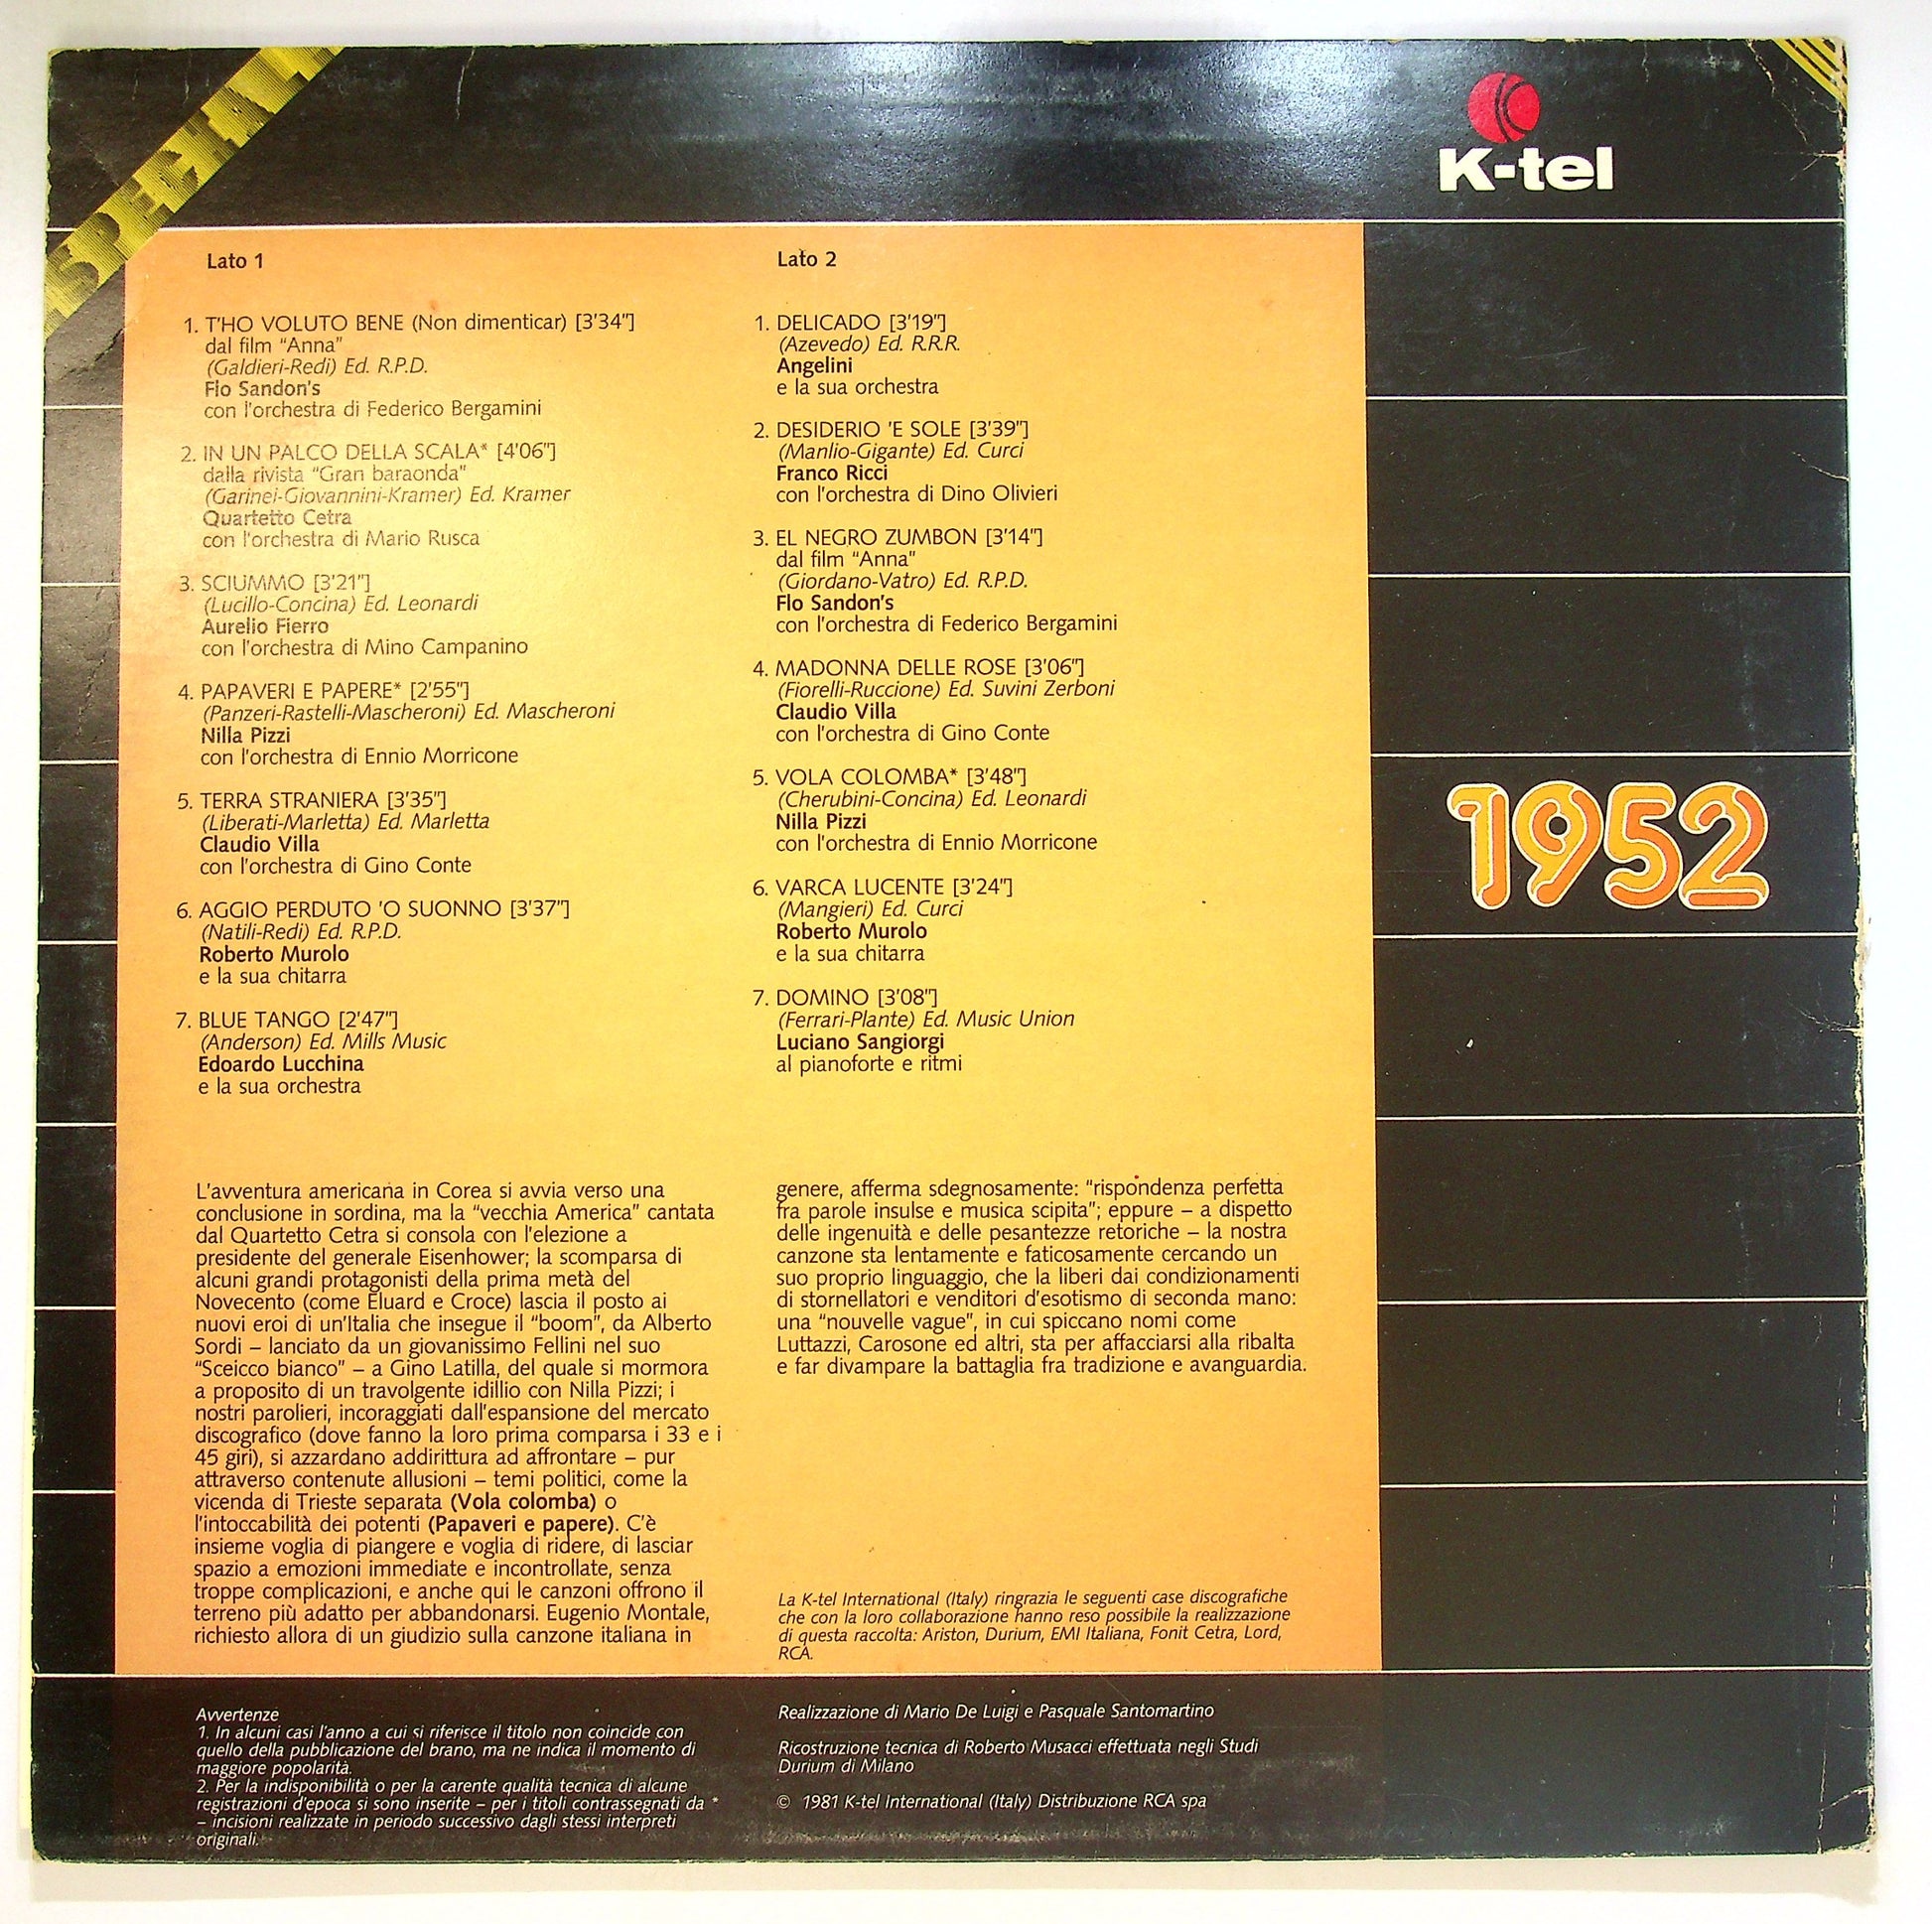 SPECIAL
K-tel
Lato 1
1. T'HO VOLUTO BENE (Non dimenticar) [3'34"]
dal film "Anna"
(Galdieri-Redi) Ed. R.P.D.
Flo Sandon's
con l'orchestra di Federico Bergamini
2. IN UN PALCO DELLA SCALA* [4'06"]
dalla rivista "Gran baraonda"
(Garinei-Giovannini-Kramer) Ed. Kramer
Quartetto Cetra
con l'orchestra di Mario Rusca
3. SCIUMMO [3'21"]
(Lucillo-Concina) Ed. Leonardi
Aurelio Fierro
con l'orchestra di Mino Campanino
4. PAPAVERI E PAPERE* [2'55"]
(Panzeri-Rastelli-Mascheroni) Ed. Mascheroni
Nilla Pizzi
con l'orchestra di Ennio Morricone
5. TERRA STRANIERA [3'35"]
(Liberati-Marletta) Ed. Marletta
Claudio Villa
con l'orchestra di Gino Conte
6. AGGIO PERDUTO 'O SUONNO [3'37"]
(Natili-Redi) Ed. R.P.D.
Roberto Murolo
e la sua chitarra
7. BLUE TANGO [2'47"]
(Anderson) Ed. Mills Music
Edoardo Lucchina
e la sua orchestra
Lato 2
1. DELICADO [3'19"]
(Azevedo) Ed. R.R.R.
Angelini
e la sua orchestra
2. DESIDERIO 'E SOLE [3'39"]
(Manlio-Gigante) Ed. Curci
Franco Ricci
con l'orchestra di Dino Olivieri
3. EL NEGRO ZUMBON [3'14"]
dal film "Anna"
(Giordano-Vatro) Ed. R.P.D.
Flo Sandon's
con l'orchestra di Federico Bergamini
4. MADONNA DELLE ROSE [3'06"]
(Fiorelli-Ruccione) Ed. Suvini Zerboni
Claudio Villa
con l'orchestra di Gino Conte
5. VOLA COLOMBA* [3'48"]
(Cherubini-Concina) Ed. Leonardi
Nilla Pizzi
con l'orchestra di Ennio Morricone
6. VARCA LUCENTE [3'24"]
(Mangieri) Ed. Curci
Roberto Murolo
e la sua chitarra
7. DOMINO [3'08"]
(Ferrari-Plante) Ed. Music Union
Luciano Sangiorgi
al pianoforte e ritmi
1952
L'avventura americana in Corea si avvia verso una
conclusione in sordina, ma la "vecchia America" cantata
dal Quartetto Cetra si consola con l'elezione a
presidente del generale Eisenhower; la scomparsa di
alcuni grandi protagonisti della prima metà del
Novecento (come Eluard e Croce) lascia il posto ai
nuovi eroi di un'Italia che insegue il "boom", da Alberto
Sordi – lanciato da un giovanissimo Fellini nel suo
"Sceicco bianco" – a Gino Latilla, del quale si mormora
a proposito di un travolgente idillio con Nilla Pizzi; i
nostri parolieri, incoraggiati dall'espansione del mercato
discografico (dove fanno la loro prima comparsa i 33 e i
45 giri), si azzardano addirittura ad affrontare – pur
attraverso contenute allusioni – temi politici, come la
vicenda di Trieste separata (Vola colomba) o
l'intoccabilità dei potenti (Papaveri e papere). C'è
insieme voglia di piangere e voglia di ridere, di lasciar
spazio a emozioni immediate e incontrollate, senza
troppe complicazioni, e anche qui le canzoni offrono il
terreno più adatto per abbandonarsi. Eugenio Montale,
richiesto allora di un giudizio sulla canzone italiana in
genere, afferma sdegnosamente: "rispondenza perfetta
fra parole insulse e musica scipita"; eppure – a dispetto
delle ingenuità e delle pesantezze retoriche – la nostra
canzone sta lentamente e faticosamente cercando un
suo proprio linguaggio, che la liberi dai condizionamenti
di stornellatori e venditori d'esotismo di seconda mano:
una "nouvelle vague", in cui spiccano nomi come
Luttazzi, Carosone ed altri, sta per affacciarsi alla ribalta
e far divampare la battaglia fra tradizione e avanguardia.
La K-tel International (Italy) ringrazia le seguenti case discografiche
che con la loro collaborazione hanno reso possibile la realizzazione
di questa raccolta: Ariston, Durium, EMI Italiana, Fonit Cetra, Lord,
RCA.
Avvertenze
1. In alcuni casi l'anno a cui si riferisce il titolo non coincide con
quello della pubblicazione del brano, ma ne indica il momento di
maggiore popolarità.
2. Per la indisponibilità o per la carente qualità tecnica di alcune
registrazioni d'epoca si sono inserite – per i titoli contrassegnati da *
– incisioni realizzate in periodo successivo dagli stessi interpreti
originali.
Realizzazione di Mario De Luigi e Pasquale Santomartino
Ricostruzione tecnica di Roberto Musacci effettuata negli Studi
Durium di Milano
© 1981 K-tel International (Italy) Distribuzione RCA spa